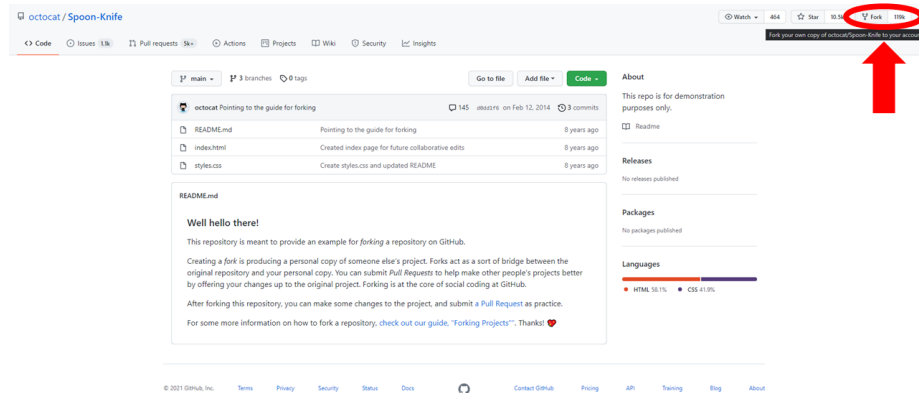 octocat / Spoon-Knife
Watch 464 Star 10.5k Fork 119k
Fork your own copy of octocat/Spoon-Knife to your accou
Code Issues 1.1k Pull requests 5k+ Actions Projects Wiki Security Insights
main 3 branches 0 tags Go to file Add file Code
octocat Pointing to the guide for forking 145 on Feb 12, 2014 3 commits
README.md Pointing to the guide for forking 8 years ago
index.html Created index page for future collaborative edits 8 years ago
styles.css Create styles.css and updated README 8 years ago
README.md
Well hello there!
This repository is meant to provide an example for forking a repository on GitHub.
Creating a fork is producing a personal copy of someone else's project. Forks act as a sort of bridge between the
original repository and your personal copy. You can submit Pull Requests to help make other people's projects better
by offering your changes up to the original project. Forking is at the core of social coding at GitHub.
After forking this repository, you can make some changes to the project, and submit a Pull Request as practice.
For some more information on how to fork a repository, check out our guide, "Forking Projects"". Thanks!
About
This repo is for demonstration
purposes only.
Readme
Releases
No releases published
Packages
No packages published
Languages
HTML 58.1% CSS 41.9%
© 2021 GitHub, Inc. Terms Privacy Security Status Docs Contact GitHub Pricing API Training Blog About